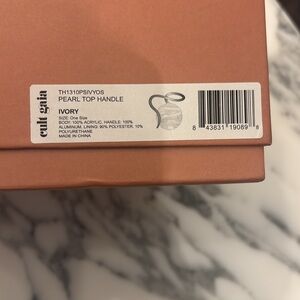 cult gaia
TH1310PSIVYOS
PEARL TOP HANDLE
IVORY
SIZE: One Size
BODY: 100% ACRYLIC, HANDLE: 100%
ALUMINUM, LINING: 90% POLYESTER, 10%
POLYURETHANE
MADE IN CHINA
8 43831 19089 8